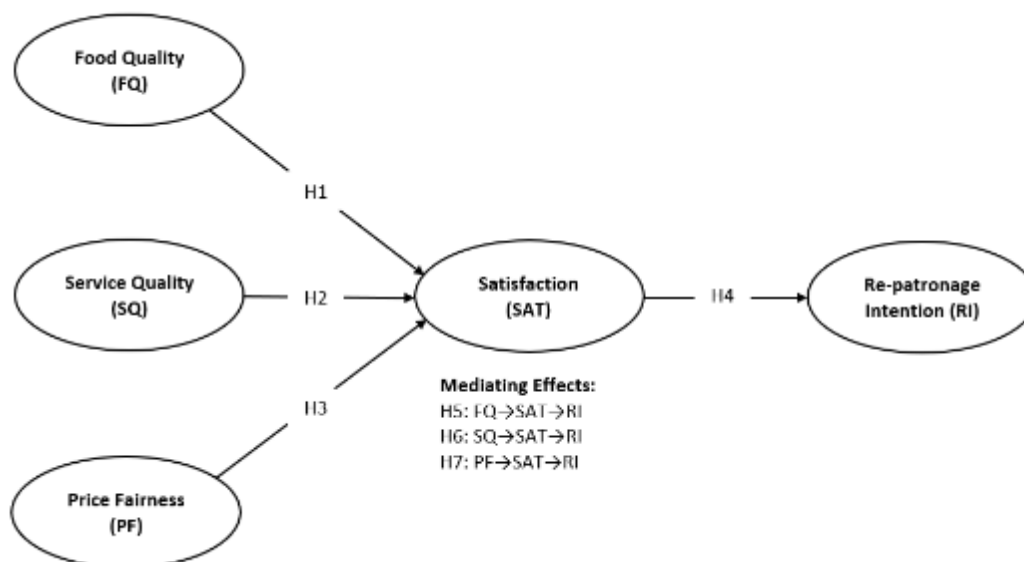 Food Quality
(FQ)
H1
Service Quality
(SQ)
H2
Satisfaction
(SAT)
H4
Re-patronage
Intention (RI)
Mediating Effects:
H5: FQ→SAT→RI
H6: SQ→SAT→RI
H7: PF→SAT→RI
H3
Price Fairness
(PF)